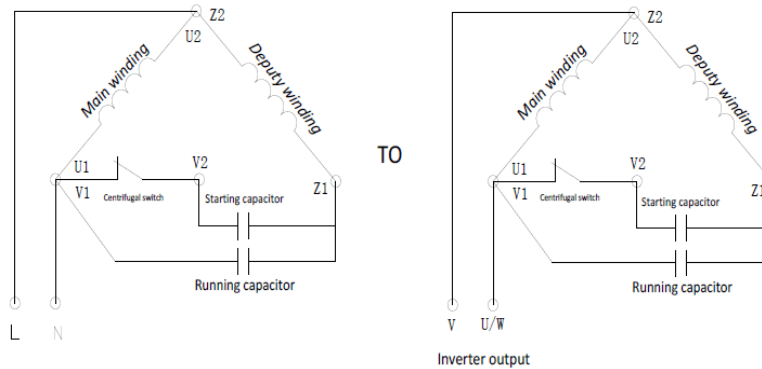 Z2
U2
Main winding
Deputy winding
U1
V2
V1
Centrifugal switch
Starting capacitor
Z1
Running capacitor
L
N
TO
Z2
U2
Main winding
Deputy winding
U1
V2
V1
Centrifugal switch
Starting capacitor
Z1
Running capacitor
V
U/W
Inverter output